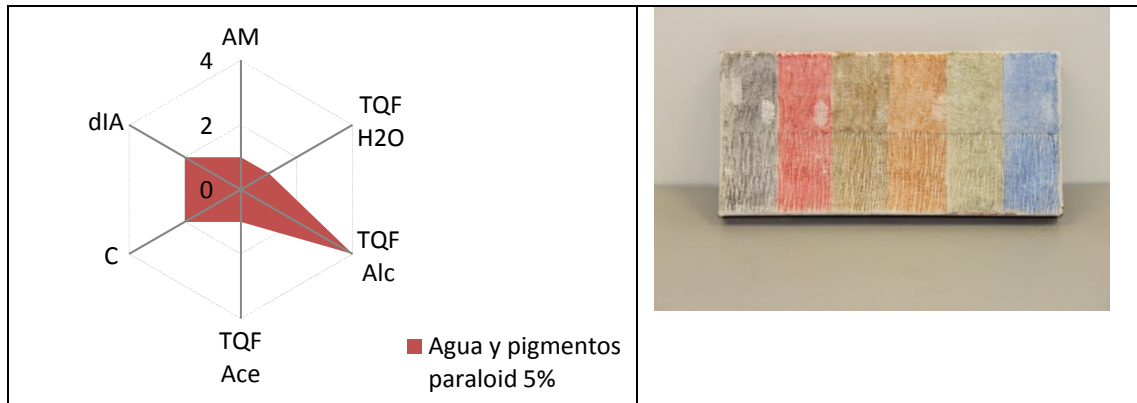 AM
4
TQF
H2O
dIA
2
0
C
TQF
Alc
TQF
Ace
Agua y pigmentos
paraloid 5%